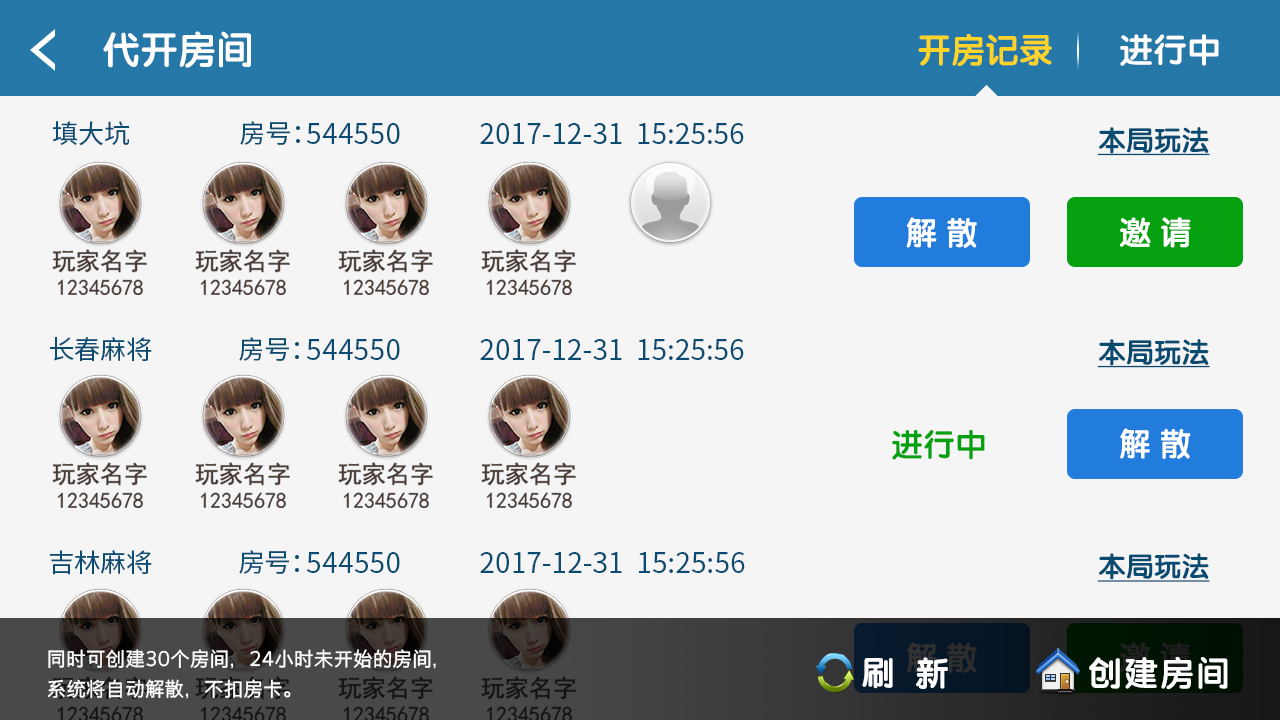 代开房间 开房记录 进行中
填大坑 房号:544550 2017-12-31 15:25:56 本局玩法
解散 邀请
玩家名字 玩家名字 玩家名字 玩家名字
12345678 12345678 12345678 12345678
长春麻将 房号:544550 2017-12-31 15:25:56 本局玩法
进行中 解散
玩家名字 玩家名字 玩家名字 玩家名字
12345678 12345678 12345678 12345678
吉林麻将 房号:544550 2017-12-31 15:25:56 本局玩法
解散 邀请
同时可创建30个房间,24小时未开始的房间,
系统将自动解散,不扣房卡。
刷新 创建房间
玩家名字 玩家名字 玩家名字 玩家名字
12345678 12345678 12345678 12345678